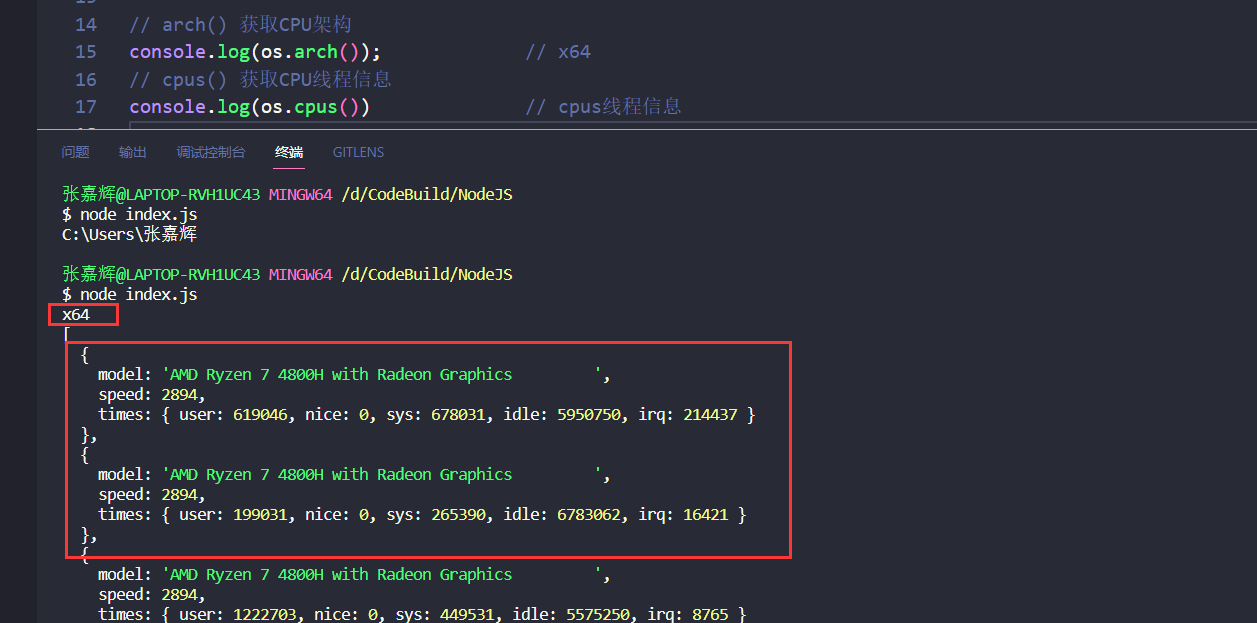 14 // arch() 获取CPU架构
15 console.log(os.arch()); // x64
16 // cpus() 获取CPU线程信息
17 console.log(os.cpus()) // cpus线程信息
问题 输出 调试控制台 终端 GITLENS
张嘉辉@LAPTOP-RVH1UC43 MINGW64 /d/CodeBuild/NodeJS
$ node index.js
C:\Users\张嘉辉
张嘉辉@LAPTOP-RVH1UC43 MINGW64 /d/CodeBuild/NodeJS
$ node index.js
x64
[
{
model: 'AMD Ryzen 7 4800H with Radeon Graphics         ',
speed: 2894,
times: { user: 619046, nice: 0, sys: 678031, idle: 5950750, irq: 214437 }
},
{
model: 'AMD Ryzen 7 4800H with Radeon Graphics         ',
speed: 2894,
times: { user: 199031, nice: 0, sys: 265390, idle: 6783062, irq: 16421 }
},
{
model: 'AMD Ryzen 7 4800H with Radeon Graphics         ',
speed: 2894,
times: { user: 1222703, nice: 0, sys: 449531, idle: 5575250, irq: 8765 }